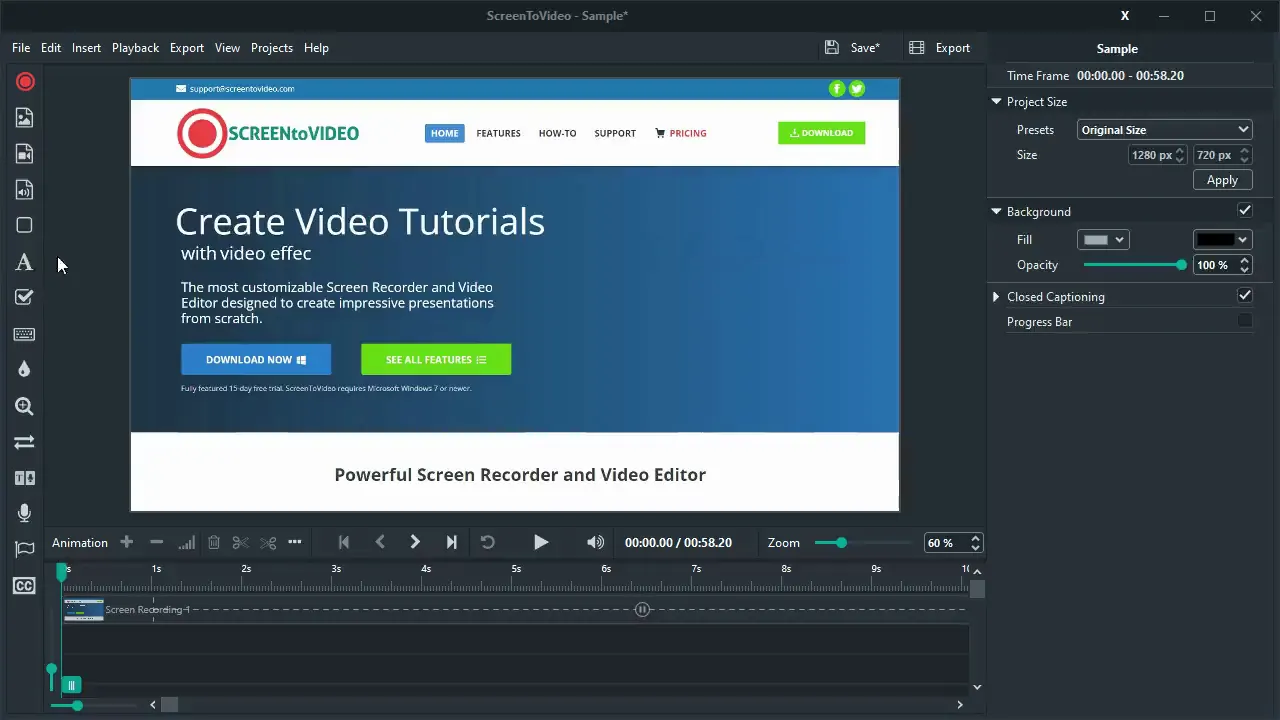 ScreenToVideo - Sample*
X
File Edit Insert Playback Export View Projects Help
Save* Export
Sample
Time Frame 00:00.00 - 00:58.20
Project Size
Presets Original Size
Size 1280 px 720 px
Apply
Background
Fill
Opacity 100 %
Closed Captioning
Progress Bar
support@screentovideo.com
SCREENtoVIDEO HOME FEATURES HOW-TO SUPPORT PRICING DOWNLOAD
Create Video Tutorials
with video effec
The most customizable Screen Recorder and Video
Editor designed to create impressive presentations
from scratch.
DOWNLOAD NOW SEE ALL FEATURES
Fully featured 15-day free trial. ScreenToVideo requires Microsoft Windows 7 or newer.
Powerful Screen Recorder and Video Editor
A
CC
Animation 00:00.00 / 00:58.20 Zoom 60 %
s 1s 2s 3s 4s 5s 6s 7s 8s 9s 10
Screen Recording 1